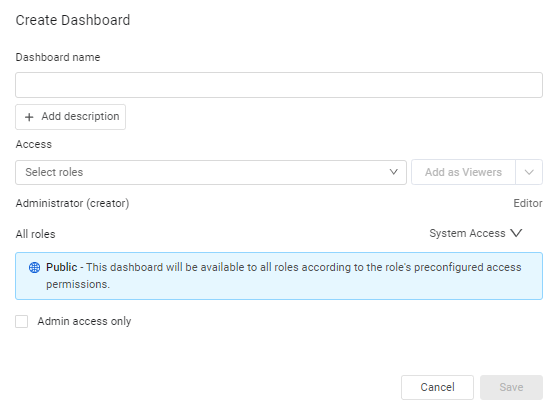 Create Dashboard
Dashboard name
+ Add description
Access
Select roles
Add as Viewers
Administrator (creator) Editor
All roles System Access
Public - This dashboard will be available to all roles according to the role's preconfigured access
permissions.
Admin access only
Cancel Save